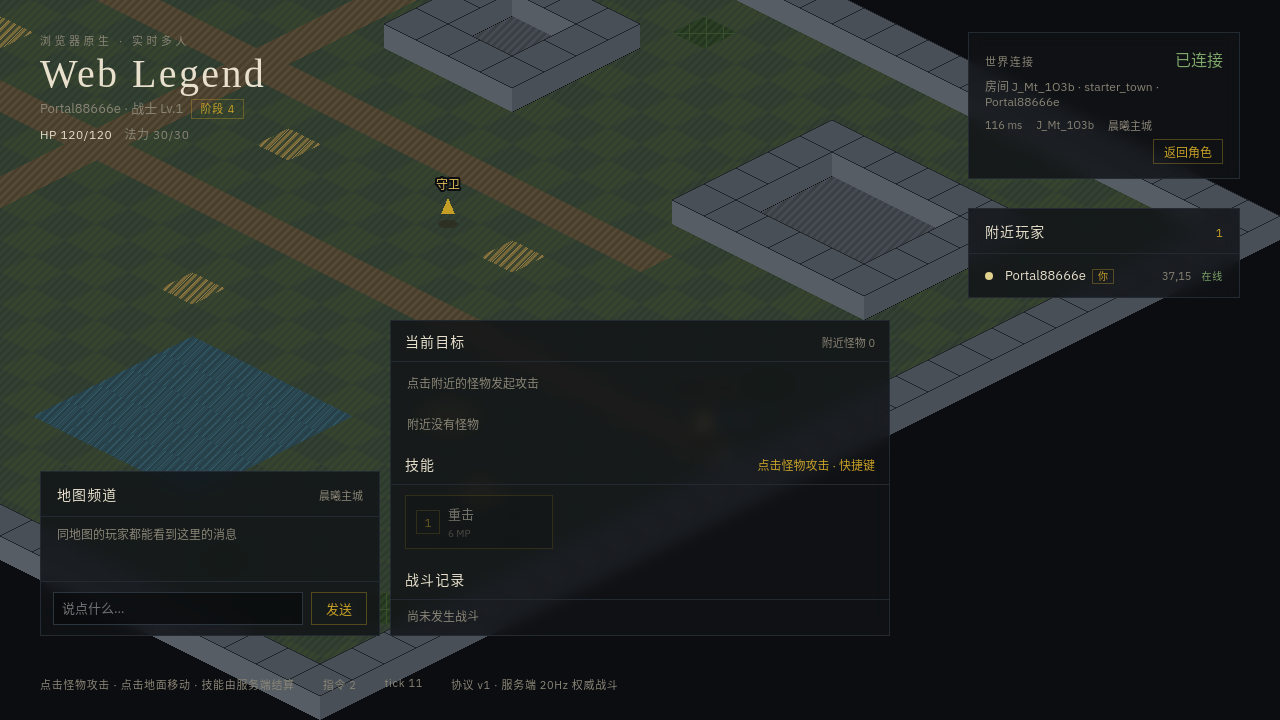 浏览器原生 · 实时多人
Web Legend
Portal88666e · 战士 Lv.1 阶段 4
HP 120/120 法力 30/30
守卫
世界连接 已连接
房间 J_Mt_1O3b · starter_town ·
Portal88666e
116 ms J_Mt_1O3b 晨曦主城
返回角色
附近玩家 1
Portal88666e 你 37,15 在线
当前目标 附近怪物 0
点击附近的怪物发起攻击
附近没有怪物
技能 点击怪物攻击 · 快捷键
1 重击
6 MP
战斗记录
尚未发生战斗
地图频道 晨曦主城
同地图的玩家都能看到这里的消息
说点什么... 发送
点击怪物攻击 · 点击地面移动 · 技能由服务端结算 指令 2 tick 11 协议 v1 · 服务端 20Hz 权威战斗